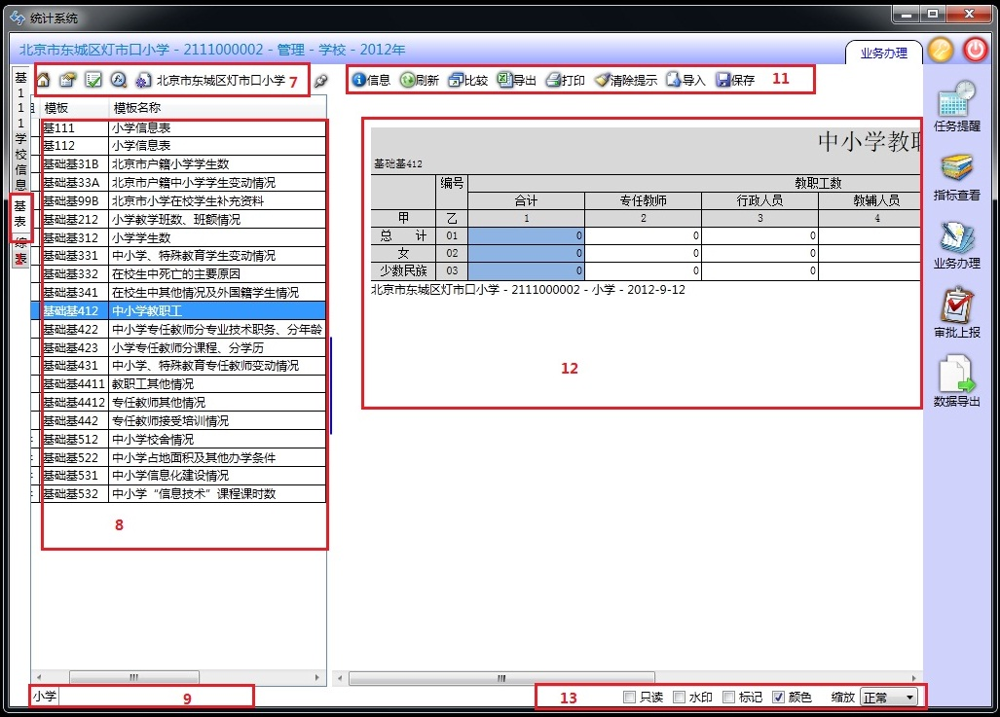 统计系统
北京市东城区灯市口小学 - 2111000002 - 管理 - 学校 - 2012年
业务办理
北京市东城区灯市口小学 7
信息 刷新 比较 导出 打印 清除提示 导入 保存 11
基111学校信息
基表
综表
2
模板 模板名称
基111 小学信息表
基112 小学信息表
基础基31B 北京市户籍小学学生数
基础基33A 北京市户籍中小学学生变动情况
基础基99B 北京市小学在校学生补充资料
基础基212 小学教学班数、班额情况
基础基312 小学学生数
基础基331 中小学、特殊教育学生变动情况
基础基332 在校生中死亡的主要原因
基础基341 在校生中其他情况及外国籍学生情况
基础基412 中小学教职工
基础基422 中小学专任教师分专业技术职务、分年龄
基础基423 小学专任教师分课程、分学历
基础基431 中小学、特殊教育专任教师变动情况
基础基4411 教职工其他情况
基础基4412 专任教师其他情况
基础基442 专任教师接受培训情况
基础基512 中小学校舍情况
基础基522 中小学占地面积及其他办学条件
基础基531 中小学信息化建设情况
基础基532 中小学“信息技术”课程课时数
8
中小学教职
基础基412
编号 教职工数
合计 专任教师 行政人员 教辅人员
甲 乙 1 2 3 4
总 计 01 0 0 0
女 02 0 0 0
少数民族 03 0 0 0
北京市东城区灯市口小学 - 2111000002 - 小学 - 2012-9-12
12
任务提醒
指标查看
业务办理
审批上报
数据导出
小学 9
13 只读 水印 标记 颜色 缩放 正常